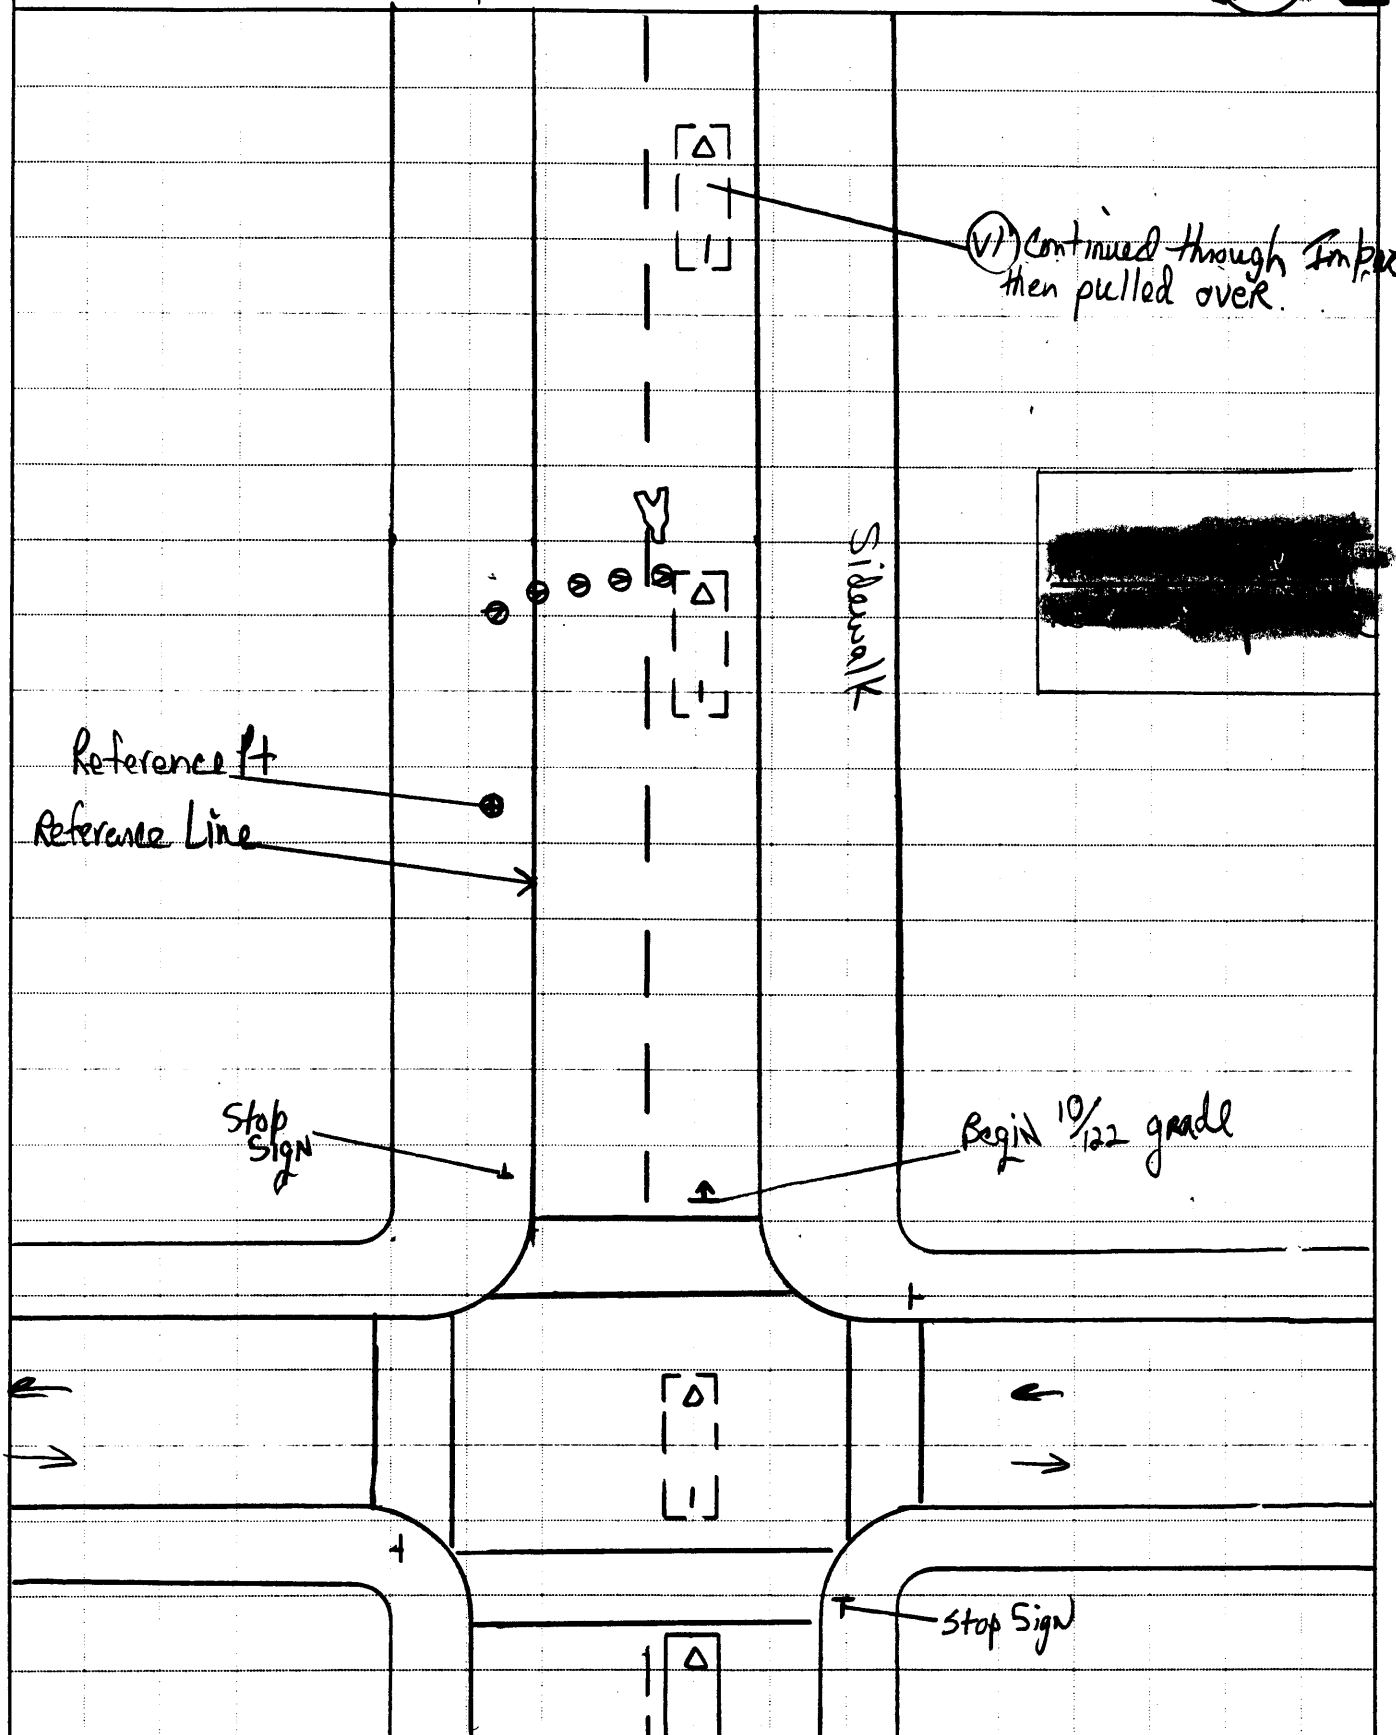 V1 Continued through
then pulled over.
Sidewalk
Reference Pt
Reference Line
Stop
Sign
Begin 10/122 grade
Stop Sign